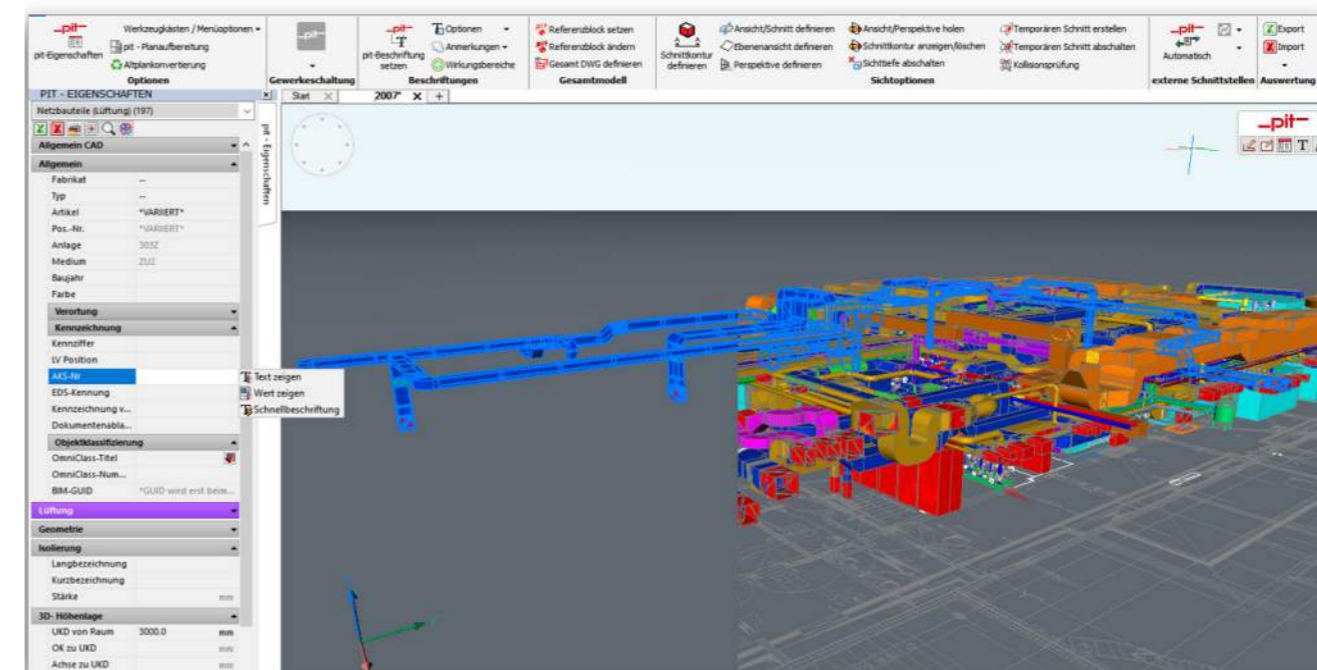 pit
pit-Eigenschaften
Werkzeugkästen / Menüoptionen
pit - Planaufbereitung
Altplankonvertierung
Optionen
pit
Gewerkeschaltung
pit
pit-Beschriftung setzen
Optionen
Anmerkungen
Wirkungsbereiche
Beschriftungen
Referenzblock setzen
Referenzblock ändern
Gesamt DWG definieren
Gesamtmodell
Schnittkontur definieren
Ansicht/Schnitt definieren
Ebenenansicht definieren
Perspektive definieren
Ansicht/Perspektive holen
Schnittkontur anzeigen/löschen
Sichttiefe abschalten
Temporären Schnitt erstellen
Temporären Schnitt abschalten
Kollisionsprüfung
Sichtoptionen
pit
Automatisch
externe Schnittstellen
Export
Import
Auswertung
PIT - EIGENSCHAFTEN
Start
2007*
Netzbauteile (Lüftung) (197)
pit - Eigenschaften
pit
Allgemein CAD
Allgemein
Fabrikat --
Typ --
Artikel *VARIIERT*
Pos.-Nr. *VARIIERT*
Anlage 303Z
Medium ZU2
Baujahr
Farbe
Verortung
Kennzeichnung
Kennziffer
LV Position
AKS-Nr
EDS-Kennung
Kennzeichnung v...
Dokumentenabla...
Text zeigen
Wert zeigen
Schnellbeschriftung
Objektklassifizierung
OmniClass-Titel
OmniClass-Num...
BIM-GUID *GUID wird erst beim...
Lüftung
Geometrie
Isolierung
Langbezeichnung
Kurzbezeichnung
Stärke mm
3D- Höhenlage
UKD von Raum 3000.0 mm
OK zu UKD mm
Achse zu UKD mm